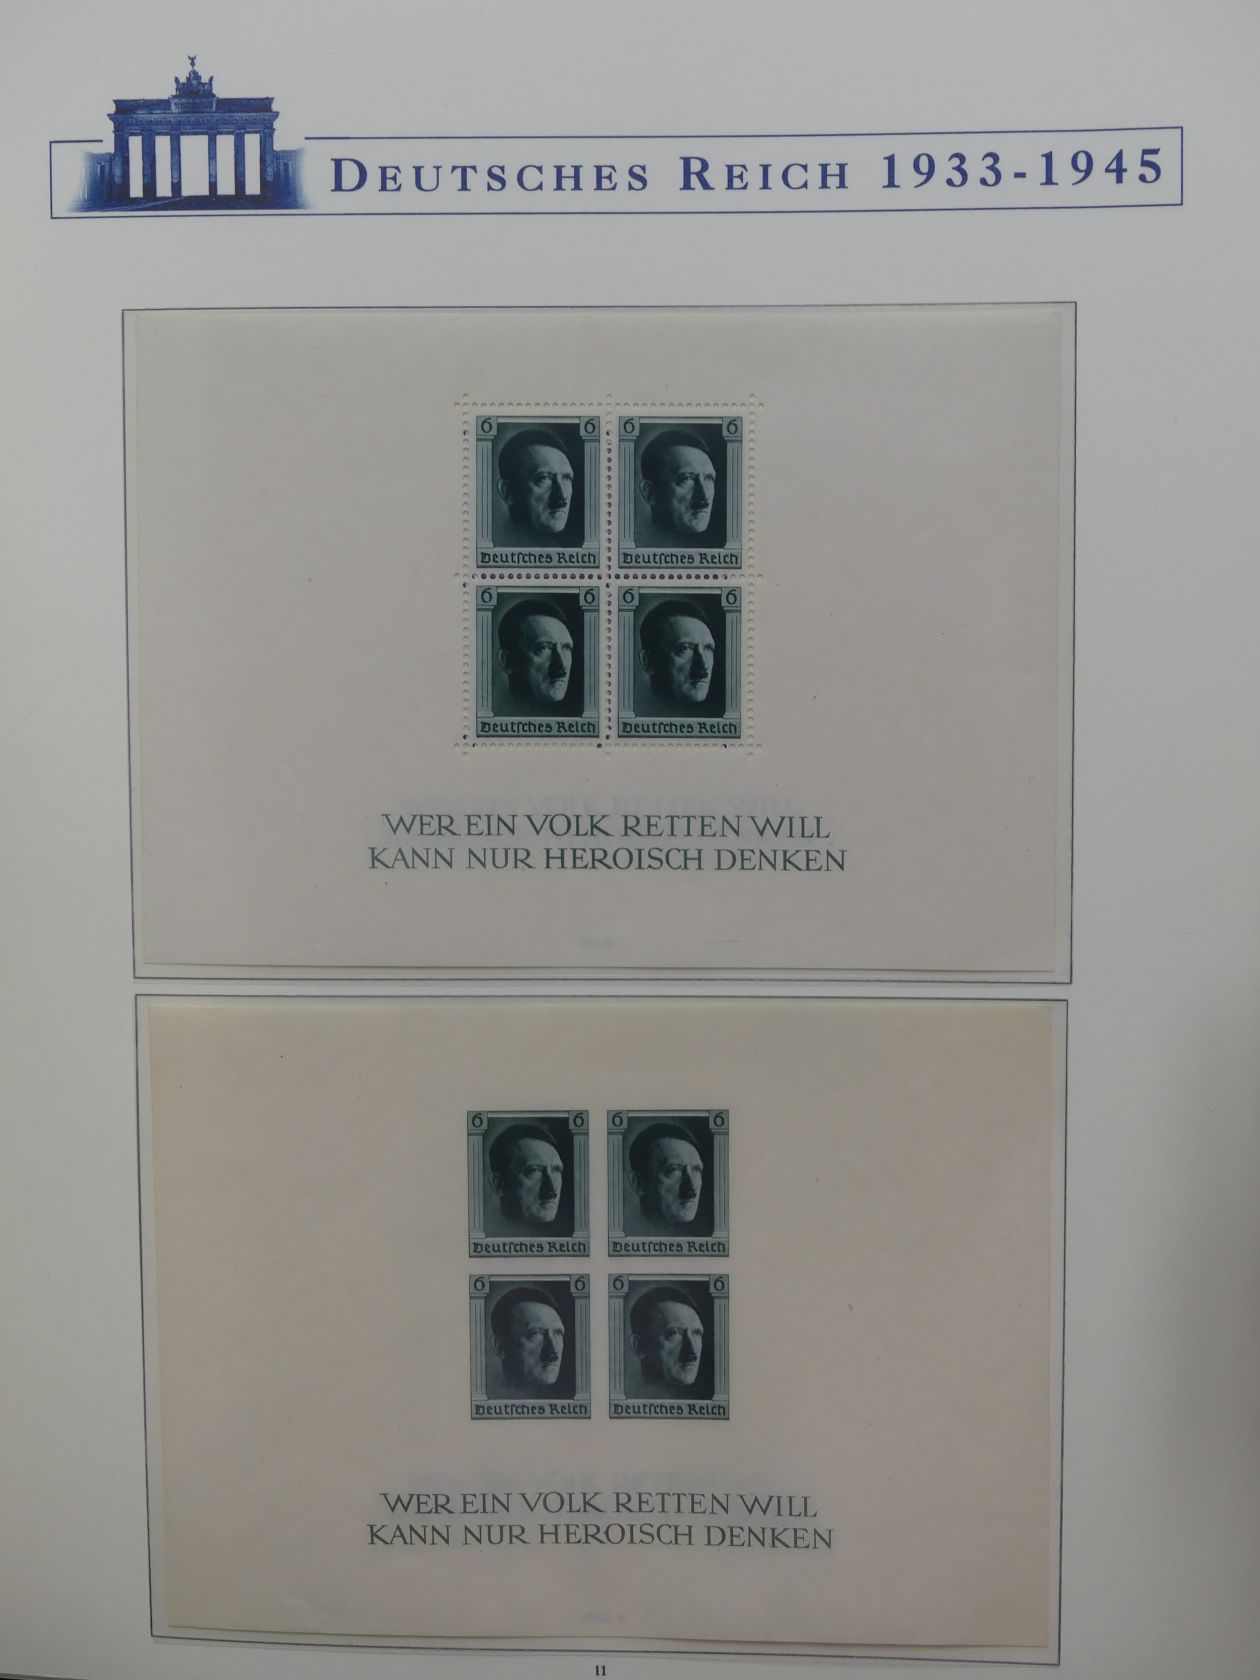 DEUTSCHES REICH 1933-1945
6 6 6 6
Deutsches Reich Deutsches Reich
6 6 6 6
Deutsches Reich Deutsches Reich
WER EIN VOLK RETTEN WILL
KANN NUR HEROISCH DENKEN
6 6 6 6
Deutsches Reich Deutsches Reich
6 6 6 6
Deutsches Reich Deutsches Reich
WER EIN VOLK RETTEN WILL
KANN NUR HEROISCH DENKEN
11